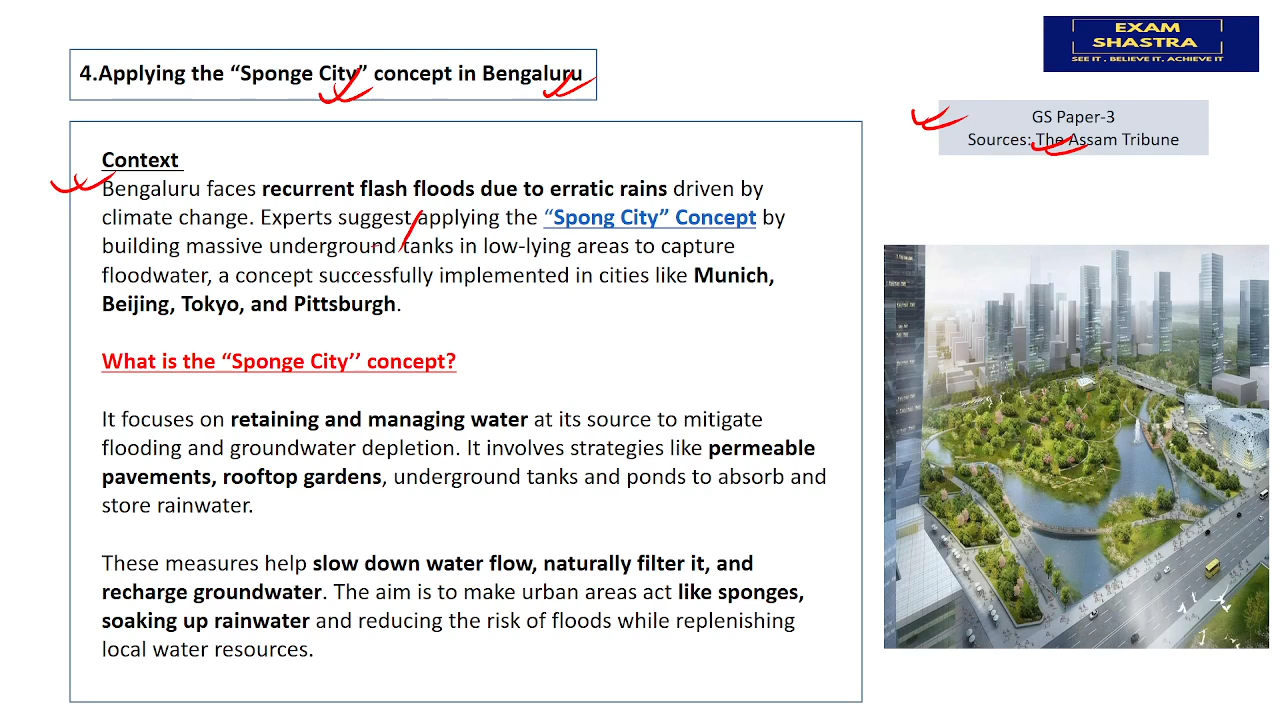 EXAM
SHASTRA
SEE IT , BELIEVE IT, ACHIEVE IT
4.Applying the “Sponge City” concept in Bengaluru
GS Paper-3
Sources: The Assam Tribune
Context
Bengaluru faces recurrent flash floods due to erratic rains driven by
climate change. Experts suggest applying the “Spong City” Concept by
building massive underground tanks in low-lying areas to capture
floodwater, a concept successfully implemented in cities like Munich,
Beijing, Tokyo, and Pittsburgh.
What is the “Sponge City’’ concept?
It focuses on retaining and managing water at its source to mitigate
flooding and groundwater depletion. It involves strategies like permeable
pavements, rooftop gardens, underground tanks and ponds to absorb and
store rainwater.
These measures help slow down water flow, naturally filter it, and
recharge groundwater. The aim is to make urban areas act like sponges,
soaking up rainwater and reducing the risk of floods while replenishing
local water resources.